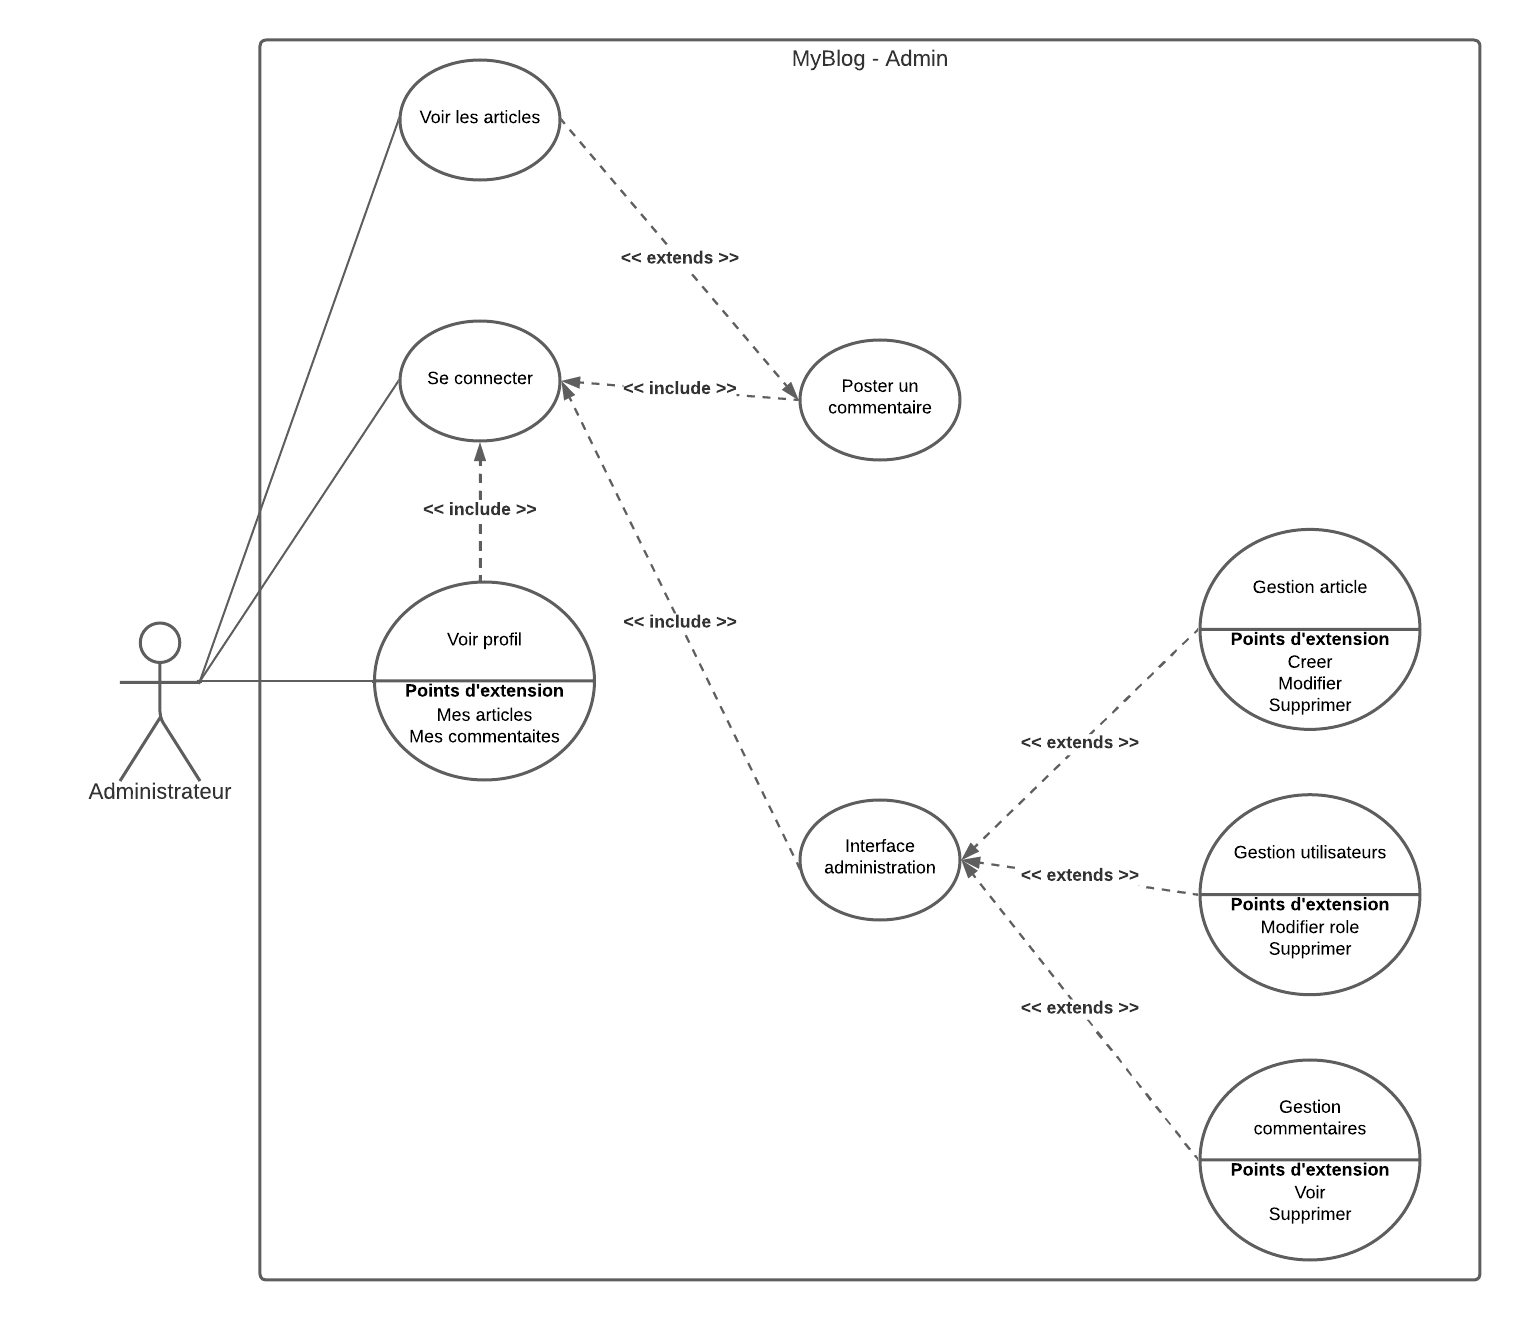 MyBlog - Admin
Voir les articles
<< extends >>
Se connecter
<< include >>
Poster un
commentaire
<< include >>
<< include >>
Voir profil
Points d'extension
Mes articles
Mes commentaites
Administrateur
Gestion article
Points d'extension
Creer
Modifier
Supprimer
<< extends >>
Interface
administration
<< extends >>
Gestion utilisateurs
Points d'extension
Modifier role
Supprimer
<< extends >>
Gestion
commentaires
Points d'extension
Voir
Supprimer